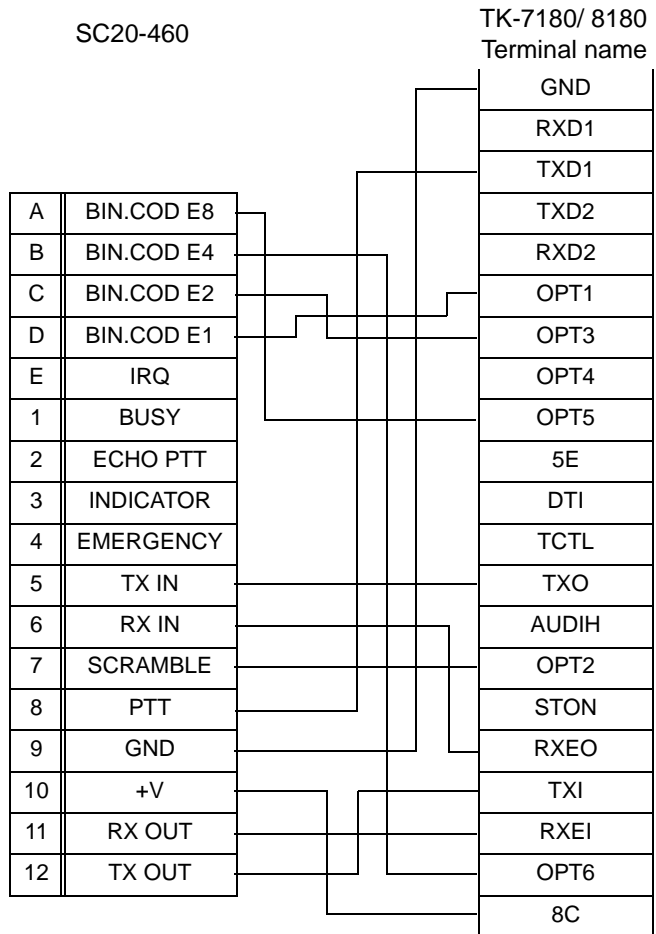 SC20-460
TK-7180/ 8180
Terminal name
A BIN.COD E8
B BIN.COD E4
C BIN.COD E2
D BIN.COD E1
E IRQ
1 BUSY
2 ECHO PTT
3 INDICATOR
4 EMERGENCY
5 TX IN
6 RX IN
7 SCRAMBLE
8 PTT
9 GND
10 +V
11 RX OUT
12 TX OUT
GND
RXD1
TXD1
TXD2
RXD2
OPT1
OPT3
OPT4
OPT5
5E
DTI
TCTL
TXO
AUDIH
OPT2
STON
RXEO
TXI
RXEI
OPT6
8C